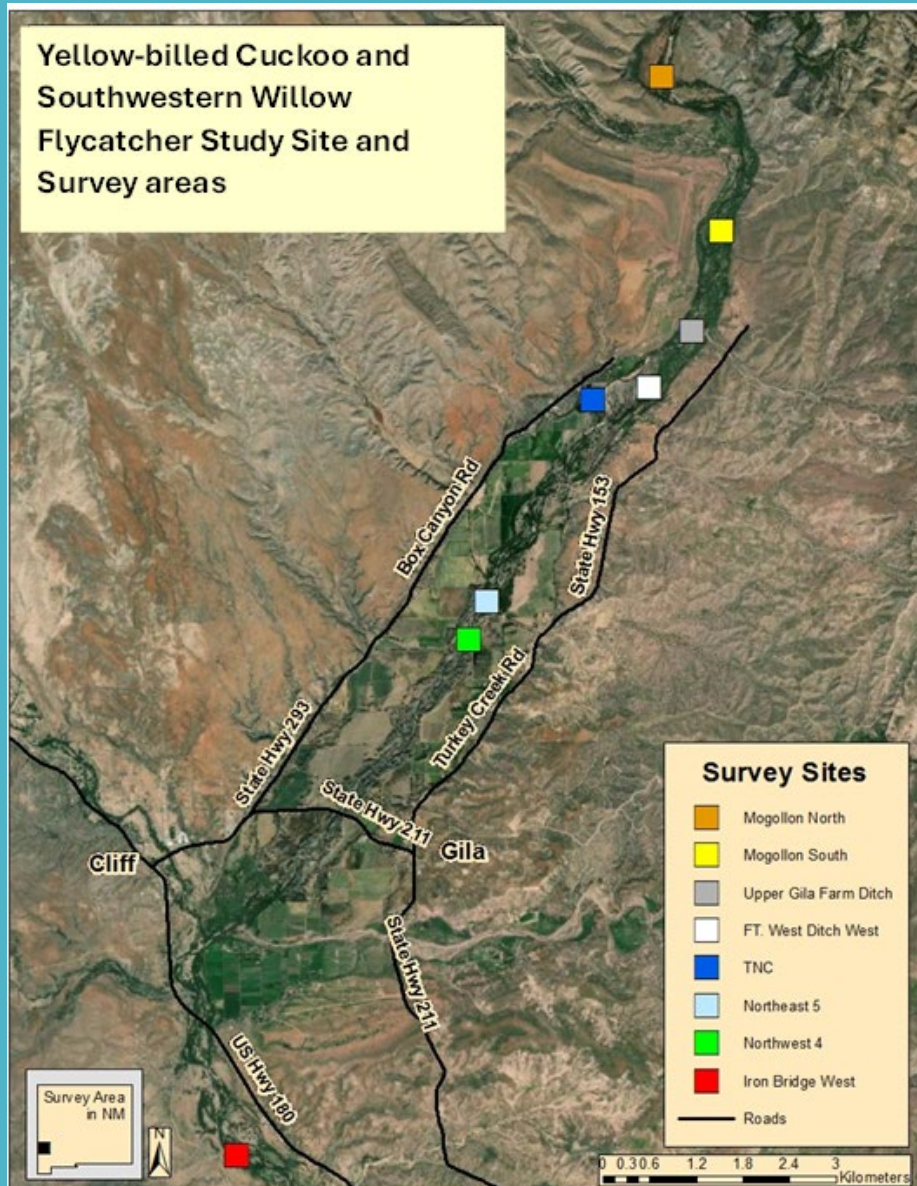 Yellow-billed Cuckoo and
Southwestern Willow
Flycatcher Study Site and
Survey areas
Box Canyon Rd
State Hwy 153
Turkey Creek Rd
State Hwy 293
State Hwy 211
Cliff
Gila
State Hwy 211
US Hwy 180
Survey Sites
Mogollon North
Mogollon South
Upper Gila Farm Ditch
FT. West Ditch West
TNC
Northeast 5
Northwest 4
Iron Bridge West
Roads
Survey Area
in NM
N
0 0.3 0.6 1.2 1.8 2.4 3
Kilometers